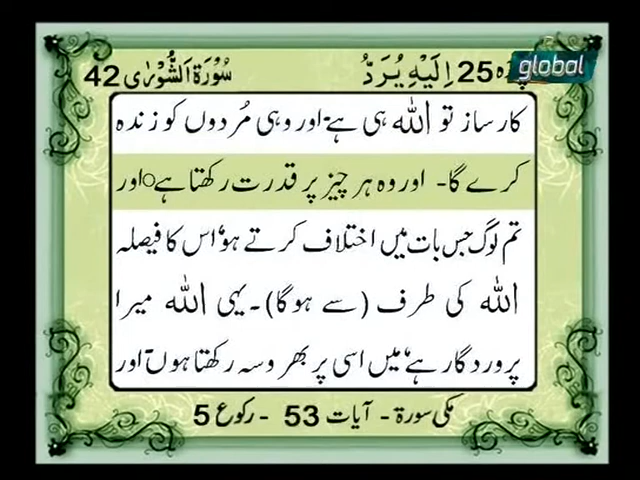 پارہ 25 اِلَیْہِ یُرَدُّ global سُوْرَۃُ الشُّوْرٰی 42
کارساز تو اللہ ہی ہے۔ اور وہی مُردوں کو زندہ
کرے گا۔ اور وہ ہر چیز پر قدرت رکھتا ہے ۝ اور
تم لوگ جس بات میں اختلاف کرتے ہو‘ اس کا فیصلہ
اللہ کی طرف (سے ہوگا)۔ یہی اللہ میرا
پروردگار ہے‘ میں اسی پر بھروسہ رکھتا ہوں‘ اور
مکی سورۃ - آیات 53 - رکوع 5